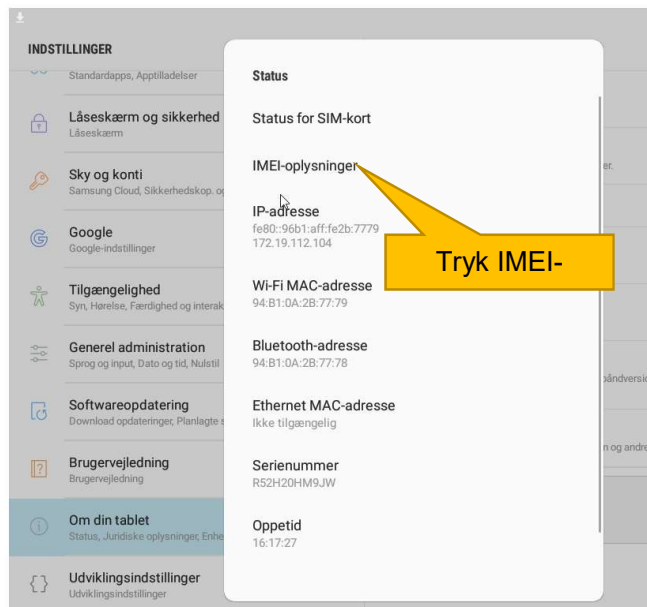 INDSTILLINGER
Standardapps, Apptilladelser
Låseskærm og sikkerhed
Låseskærm
Sky og konti
Samsung Cloud, Sikkerhedskop. og
Google
Google-indstillinger
Tilgængelighed
Syn, Hørelse, Færdighed og interak
Generel administration
Sprog og input, Dato og tid, Nulstil
Softwareopdatering
Download opdateringer, Planlagte s
Brugervejledning
Brugervejledning
Om din tablet
Status, Juridiske oplysninger, Enhe
Udviklingsindstillinger
Udviklingsindstillinger
Status
Status for SIM-kort
IMEI-oplysninger
IP-adresse
fe80::96b1:aff:fe2b:7779
172.19.112.104
Wi-Fi MAC-adresse
94:B1:0A:2B:77:79
Bluetooth-adresse
94:B1:0A:2B:77:78
Ethernet MAC-adresse
Ikke tilgængelig
Serienummer
R52H20HM9JW
Oppetid
16:17:27
Tryk IMEI-
er.
båndversio
n og andre